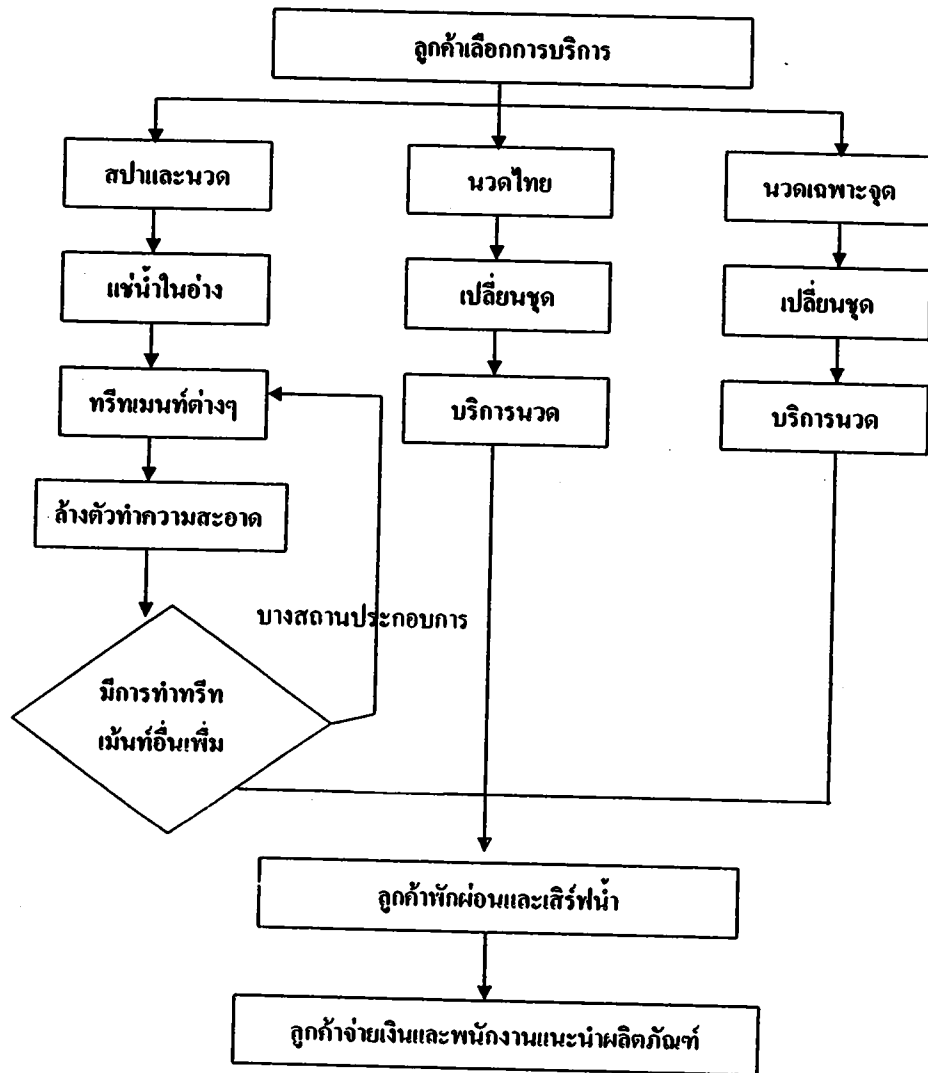 ลูกค้าเลือกการบริการ
สปาและนวด
นวดไทย
นวดเฉพาะจุด
แช่น้ำในอ่าง
เปลี่ยนชุด
เปลี่ยนชุด
ทรีทเมนท์ต่างๆ
บริการนวด
บริการนวด
ล้างตัวทำความสะอาด
บางสถานประกอบการ
มีการทำทรีท
เม้นท์อื่นเพิ่ม
ลูกค้าพักผ่อนและเสิร์ฟน้ำ
ลูกค้าจ่ายเงินและพนักงานแนะนำผลิตภัณฑ์